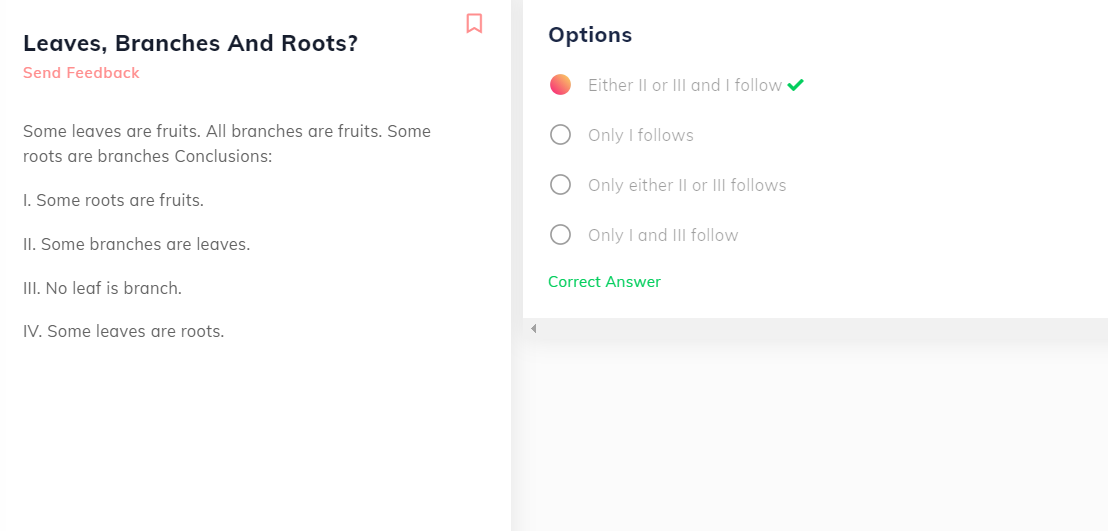 Leaves, Branches And Roots?
Send Feedback
Some leaves are fruits. All branches are fruits. Some
roots are branches Conclusions:
I. Some roots are fruits.
II. Some branches are leaves.
III. No leaf is branch.
IV. Some leaves are roots.
Options
Either II or III and I follow
Only I follows
Only either II or III follows
Only I and III follow
Correct Answer